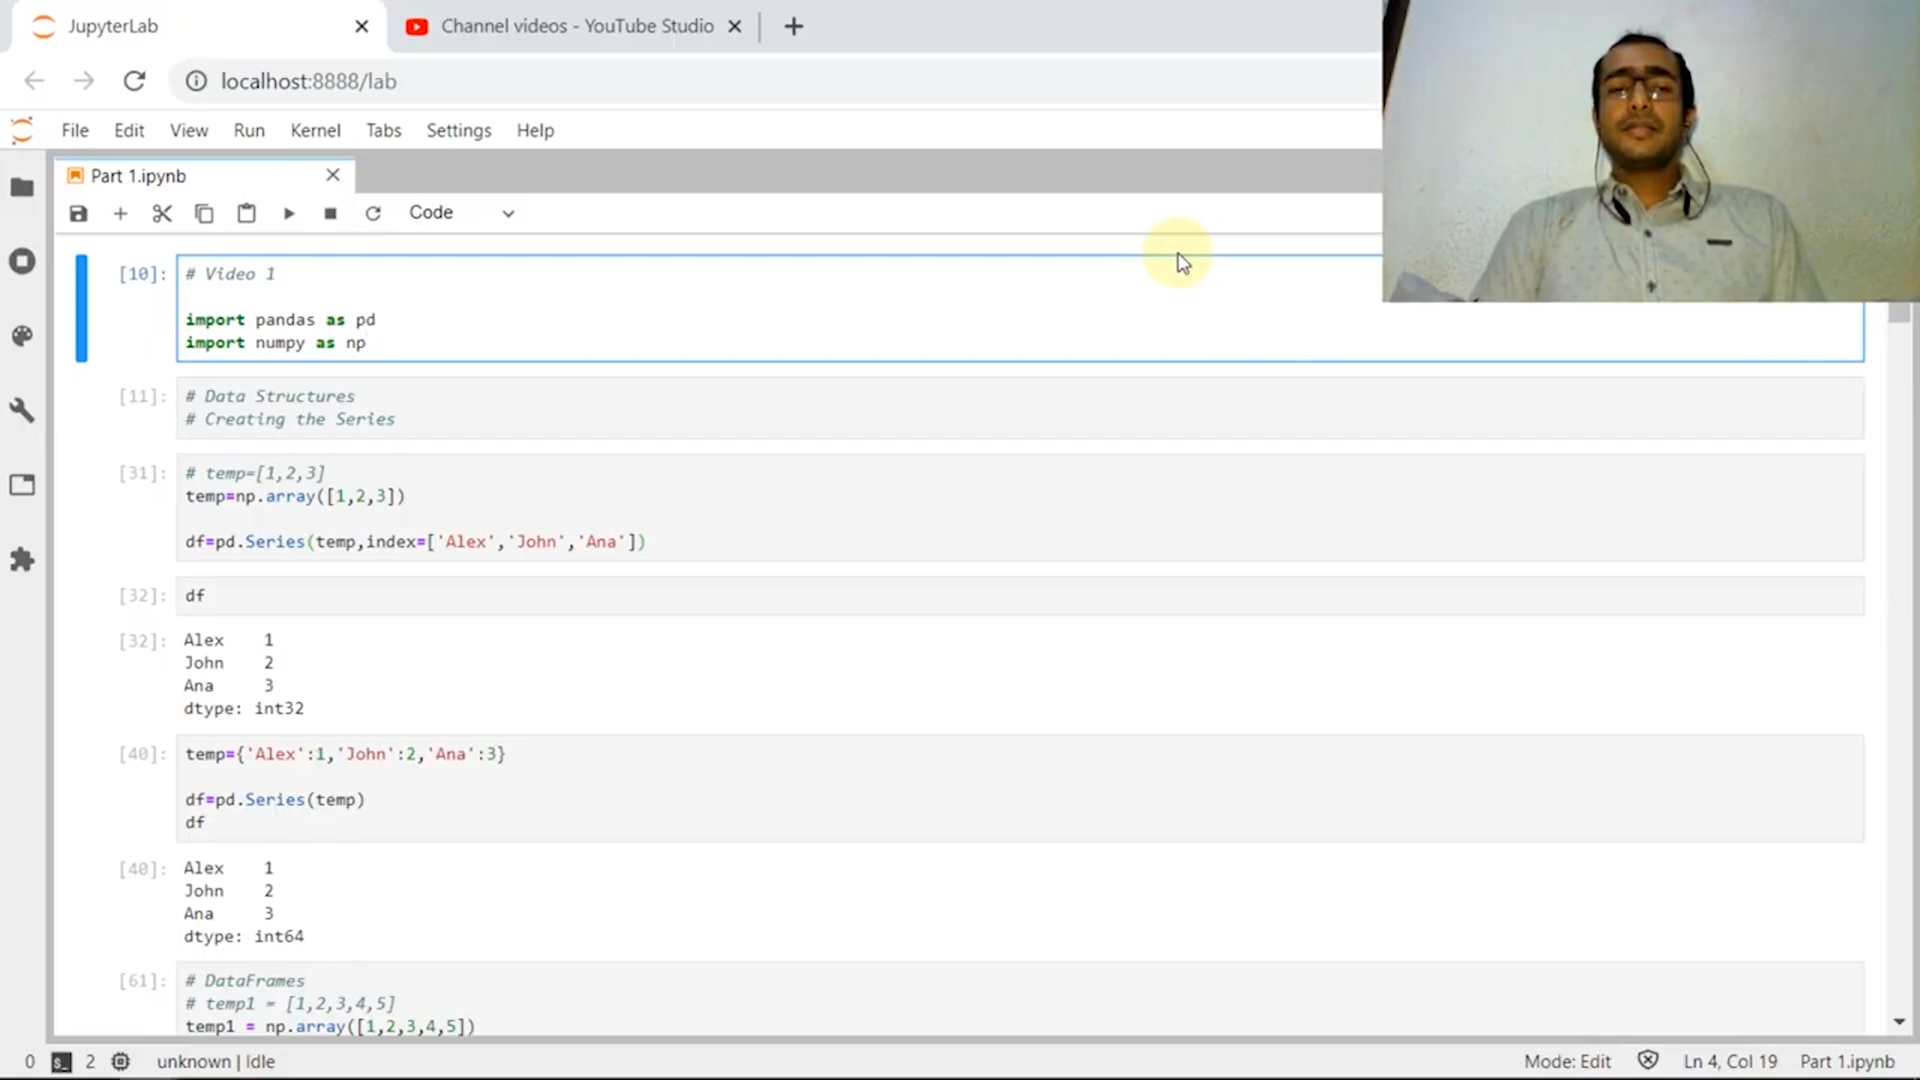 JupyterLab
Channel videos - YouTube Studio
localhost:8888/lab
File Edit View Run Kernel Tabs Settings Help
Part 1.ipynb
Code
[10]: # Video 1
import pandas as pd
import numpy as np
[11]: # Data Structures
# Creating the Series
[31]: # temp=[1,2,3]
temp=np.array([1,2,3])
df=pd.Series(temp,index=['Alex','John','Ana'])
[32]: df
[32]: Alex 1
John 2
Ana 3
dtype: int32
[40]: temp={'Alex':1,'John':2,'Ana':3}
df=pd.Series(temp)
df
[40]: Alex 1
John 2
Ana 3
dtype: int64
[61]: # DataFrames
# temp1 = [1,2,3,4,5]
temp1 = np.array([1,2,3,4,5])
0 2 unknown | Idle Mode: Edit Ln 4, Col 19 Part 1.ipynb